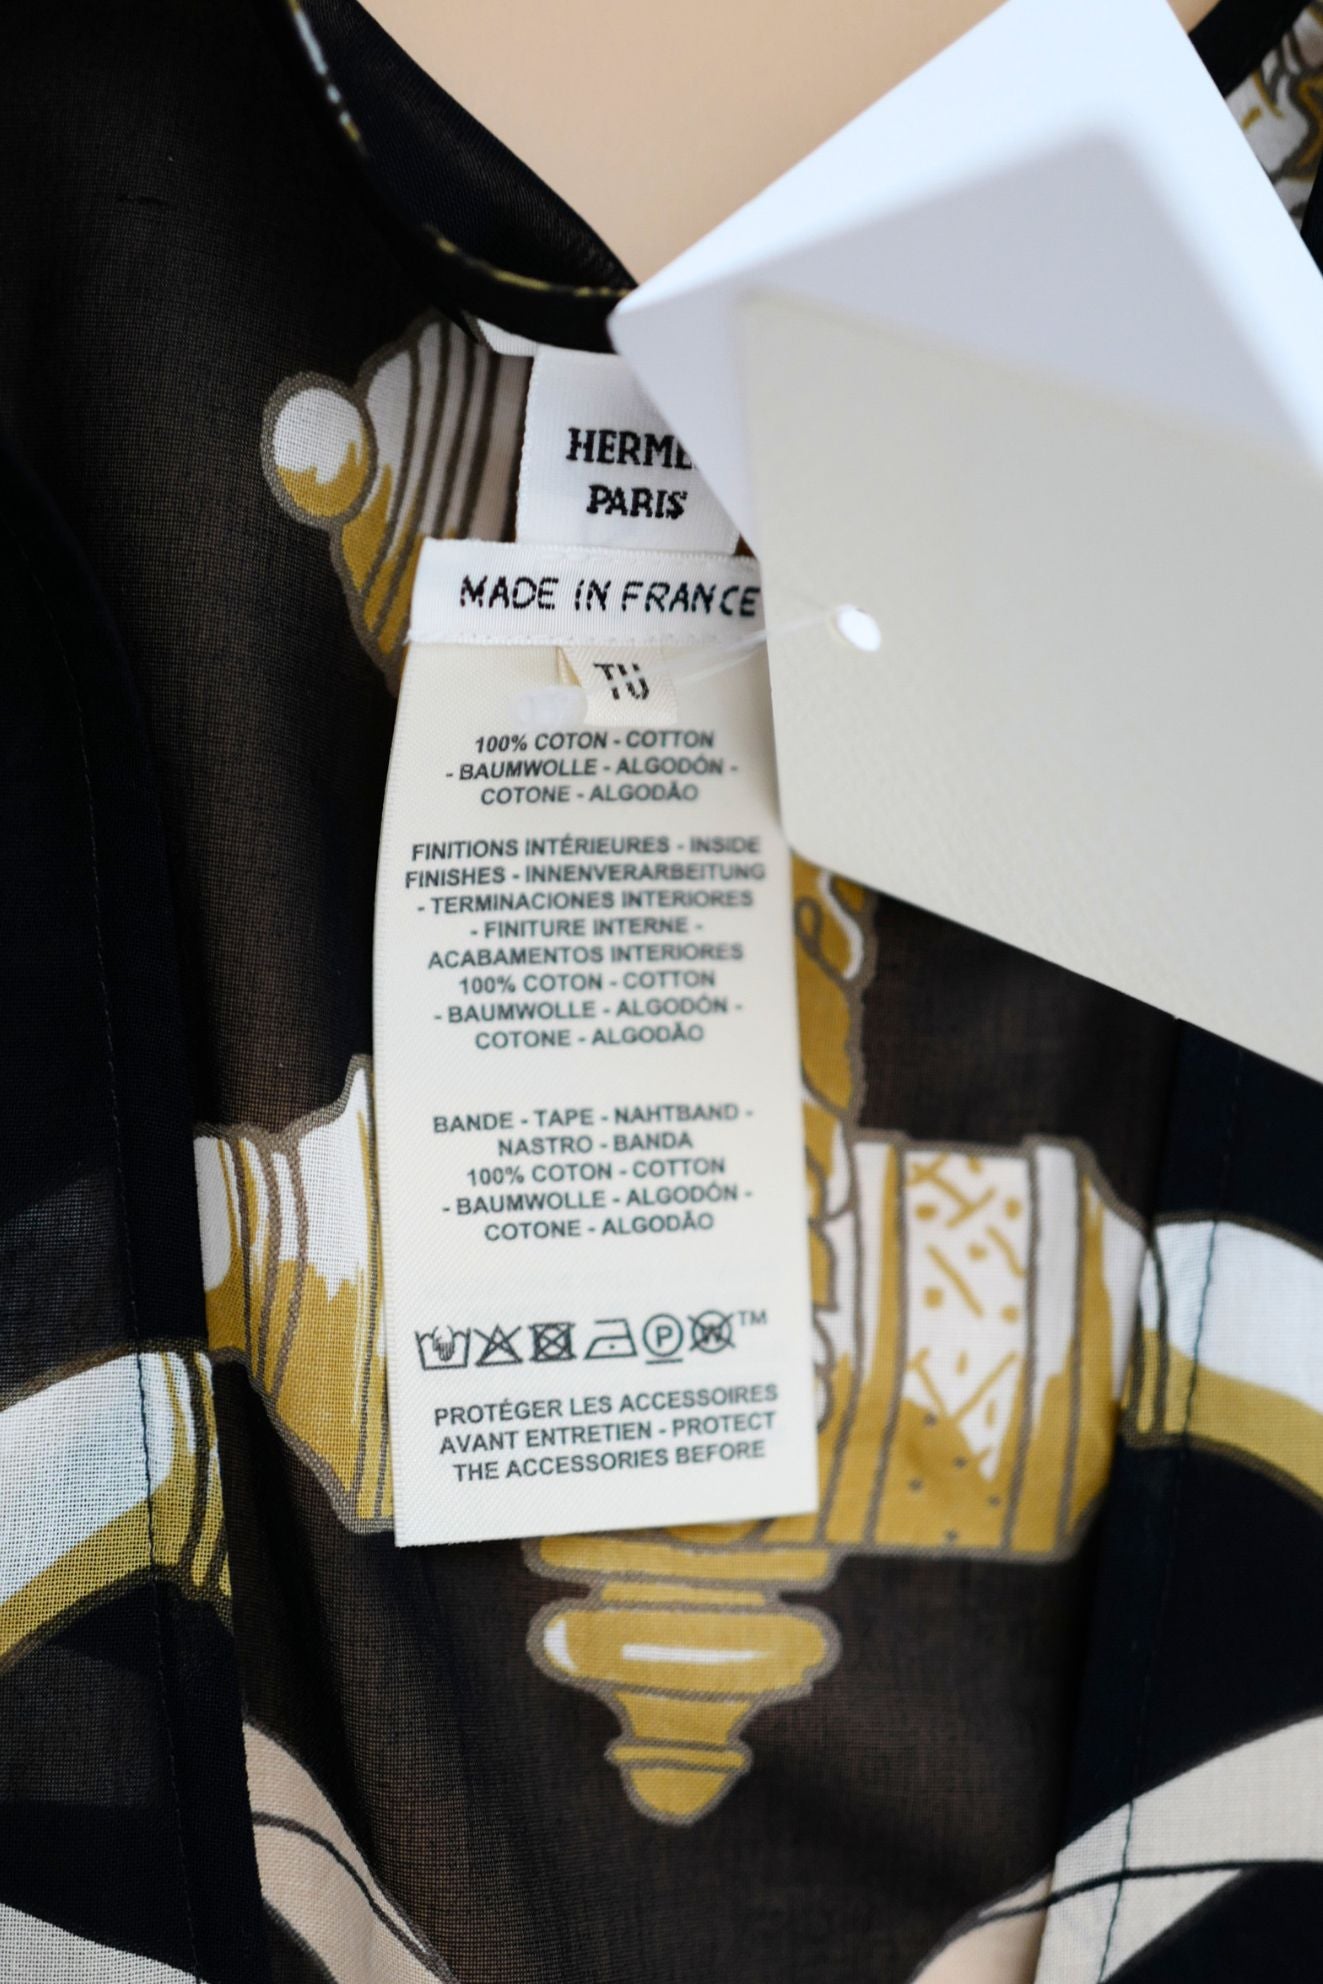 HERME
PARIS
MADE IN FRANCE
TU
100% COTON - COTTON
- BAUMWOLLE - ALGODÓN -
COTONE - ALGODÃO
FINITIONS INTÉRIEURES - INSIDE
FINISHES - INNENVERARBEITUNG
- TERMINACIONES INTERIORES
- FINITURE INTERNE -
ACABAMENTOS INTERIORES
100% COTON - COTTON
- BAUMWOLLE - ALGODÓN -
COTONE - ALGODÃO
BANDE - TAPE - NAHTBAND -
NASTRO - BANDA
100% COTON - COTTON
- BAUMWOLLE - ALGODÓN -
COTONE - ALGODÃO
P W TM
PROTÉGER LES ACCESSOIRES
AVANT ENTRETIEN - PROTECT
THE ACCESSORIES BEFORE